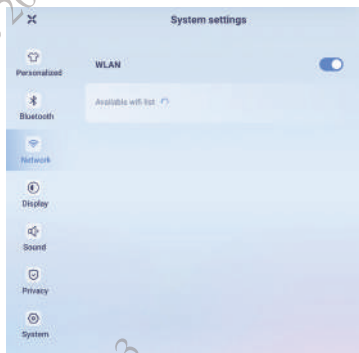 System settings
Personalized
WLAN
Bluetooth
Available wifi list
Network
Display
Sound
Privacy
System